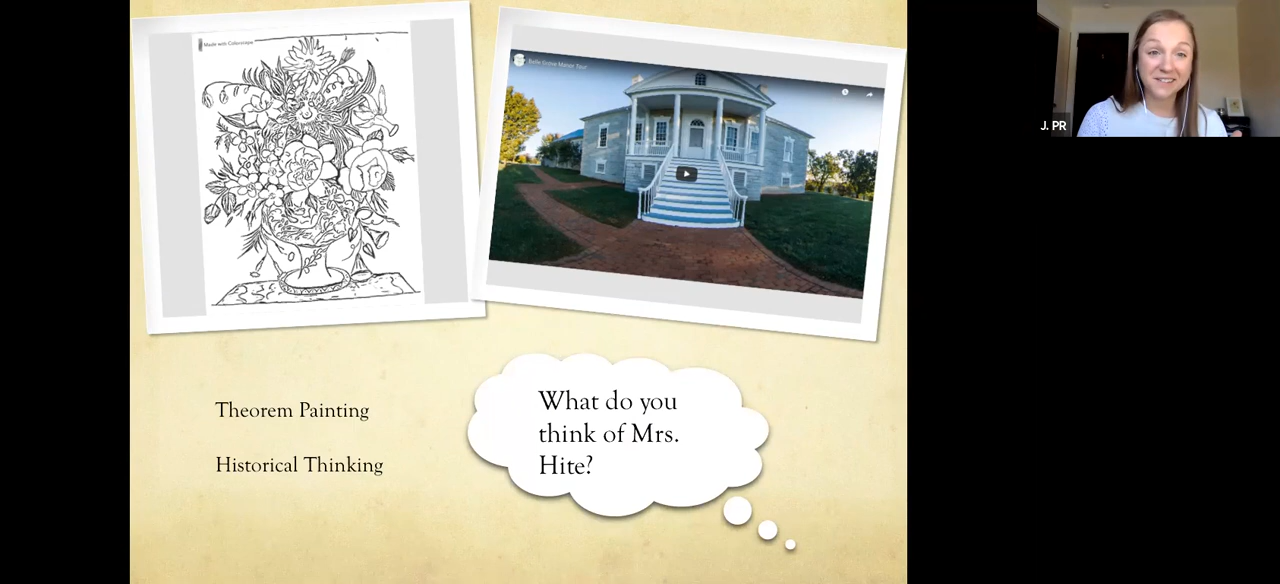 Made with Colorscape
Belle Grove Manor Tour
J. PR
Theorem Painting
Historical Thinking
What do you
think of Mrs.
Hite?